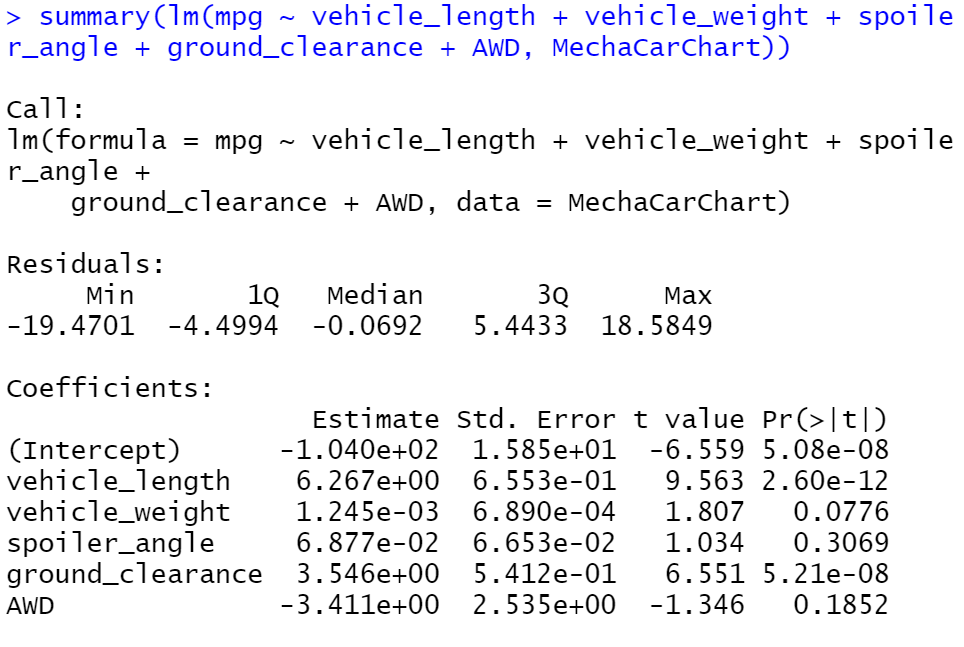 > summary(lm(mpg ~ vehicle_length + vehicle_weight + spoile
r_angle + ground_clearance + AWD, MechaCarChart))
Call:
lm(formula = mpg ~ vehicle_length + vehicle_weight + spoile
r_angle +
    ground_clearance + AWD, data = MechaCarChart)
Residuals:
     Min       1Q   Median       3Q      Max
-19.4701  -4.4994  -0.0692   5.4433  18.5849
Coefficients:
                   Estimate Std. Error t value Pr(>|t|)
(Intercept)      -1.040e+02  1.585e+01  -6.559 5.08e-08
vehicle_length    6.267e+00  6.553e-01   9.563 2.60e-12
vehicle_weight    1.245e-03  6.890e-04   1.807   0.0776
spoiler_angle     6.877e-02  6.653e-02   1.034   0.3069
ground_clearance  3.546e+00  5.412e-01   6.551 5.21e-08
AWD              -3.411e+00  2.535e+00  -1.346   0.1852